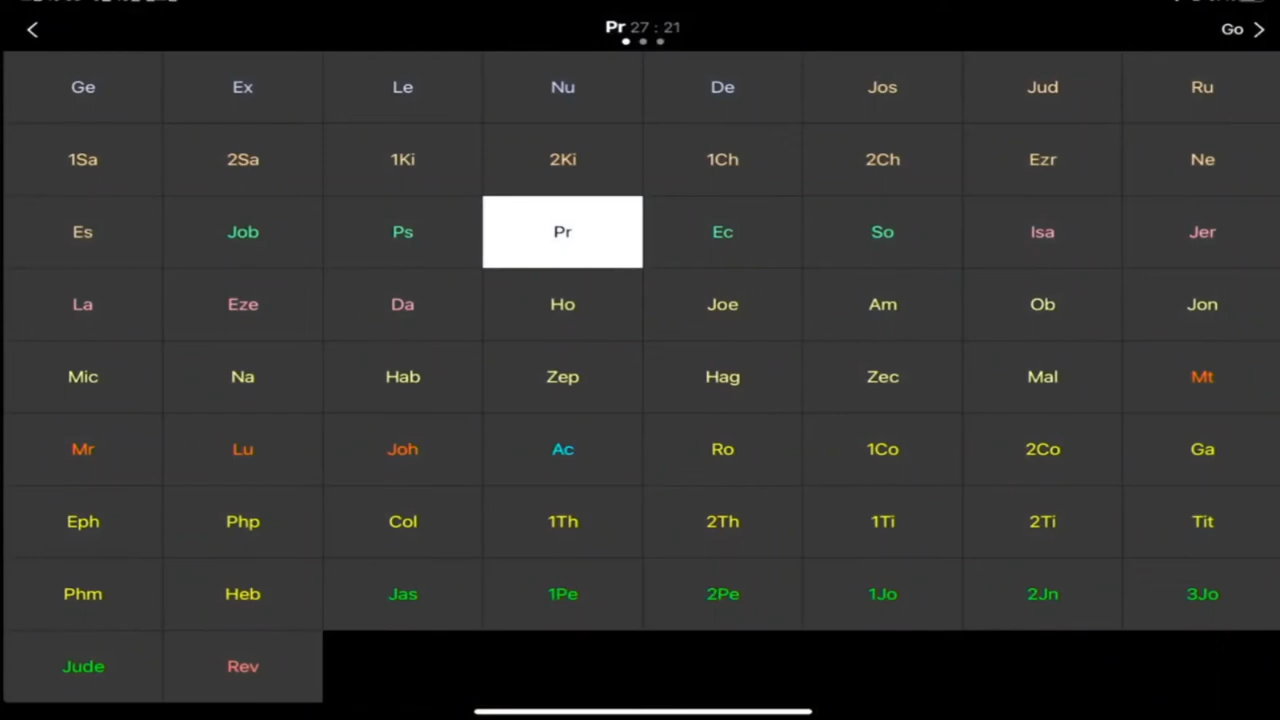 Pr 27 : 21
Go
Ge Ex Le Nu De Jos Jud Ru
1Sa 2Sa 1Ki 2Ki 1Ch 2Ch Ezr Ne
Es Job Ps Pr Ec So Isa Jer
La Eze Da Ho Joe Am Ob Jon
Mic Na Hab Zep Hag Zec Mal Mt
Mr Lu Joh Ac Ro 1Co 2Co Ga
Eph Php Col 1Th 2Th 1Ti 2Ti Tit
Phm Heb Jas 1Pe 2Pe 1Jo 2Jn 3Jo
Jude Rev